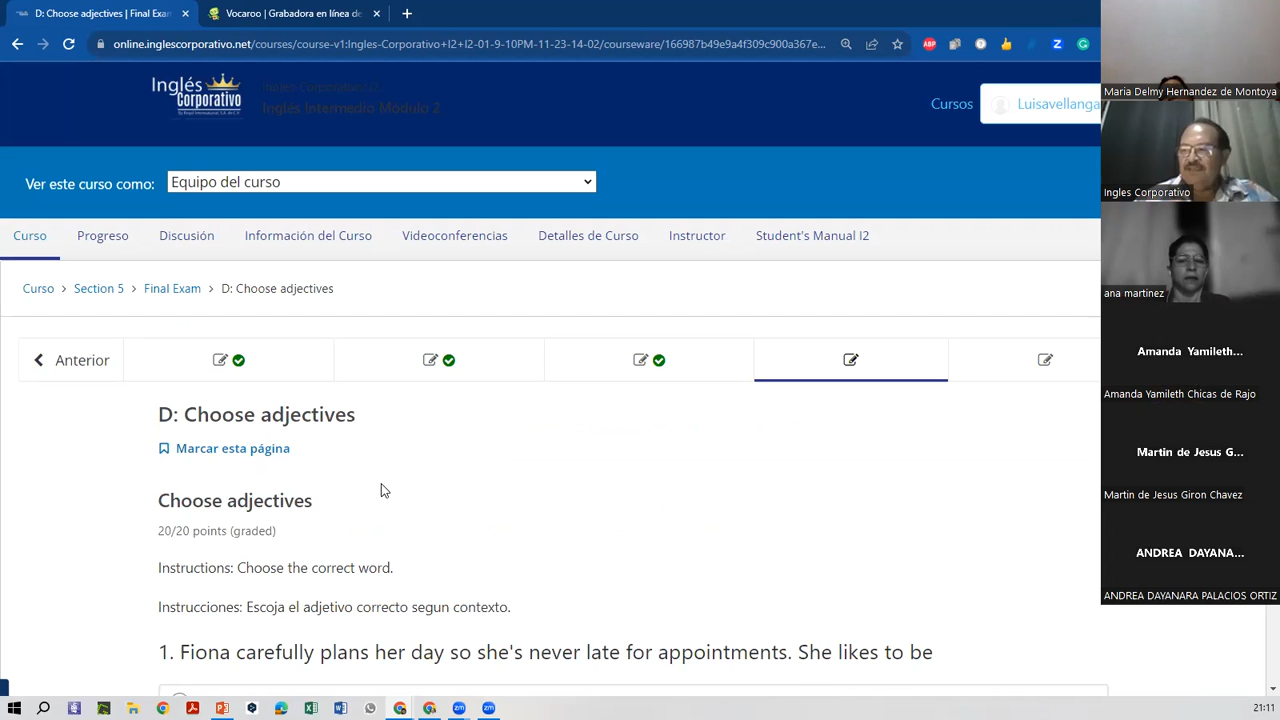 D: Choose adjectives | Final Exam
Vocaroo | Grabadora en línea de
online.inglescorporativo.net/courses/course-v1:Ingles-Corporativo+I2+I2-01-9-10PM-11-23-14-02/courseware/166987b49e9a4f309c900a367e...
ABP
Inglés
Corporativo
Inglés Intermedio Modulo 2
Cursos
Luisavellanga
Ver este curso como:
Equipo del curso
Curso
Progreso
Discusión
Información del Curso
Videoconferencias
Detalles de Curso
Instructor
Student's Manual I2
Curso > Section 5 > Final Exam > D: Choose adjectives
Anterior
D: Choose adjectives
Marcar esta página
Choose adjectives
20/20 points (graded)
Instructions: Choose the correct word.
Instrucciones: Escoja el adjetivo correcto segun contexto.
1. Fiona carefully plans her day so she's never late for appointments. She likes to be
Maria Delmy Hernandez de Montoya
Ingles Corporativo
ana martinez
Amanda Yamileth...
Amanda Yamileth Chicas de Rajo
Martin de Jesus G...
Martin de Jesus Giron Chavez
ANDREA DAYANA...
ANDREA DAYANARA PALACIOS ORTIZ
21:11